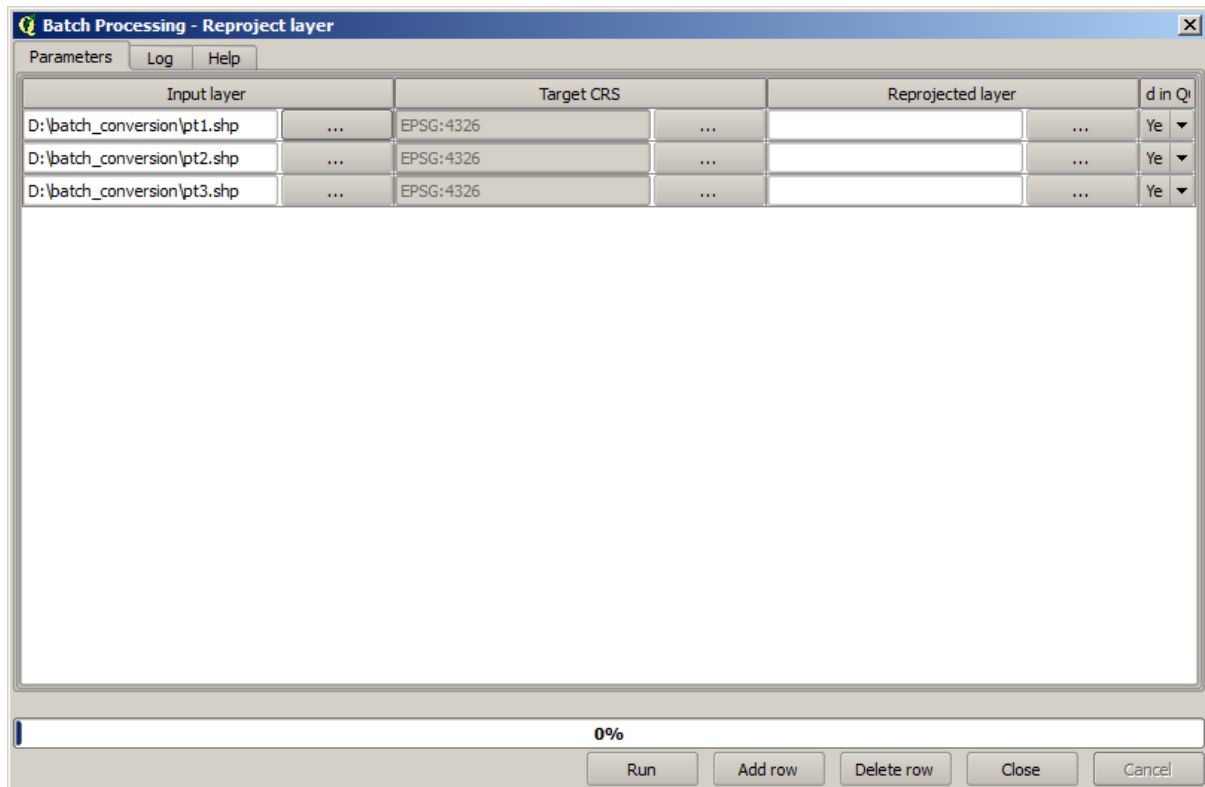 Batch Processing - Reproject layer
Parameters Log Help
Input layer Target CRS Reprojected layer d in Q
D:\batch_conversion\pt1.shp ... EPSG:4326 ... ... Ye
D:\batch_conversion\pt2.shp ... EPSG:4326 ... ... Ye
D:\batch_conversion\pt3.shp ... EPSG:4326 ... ... Ye
0%
Run Add row Delete row Close Cancel